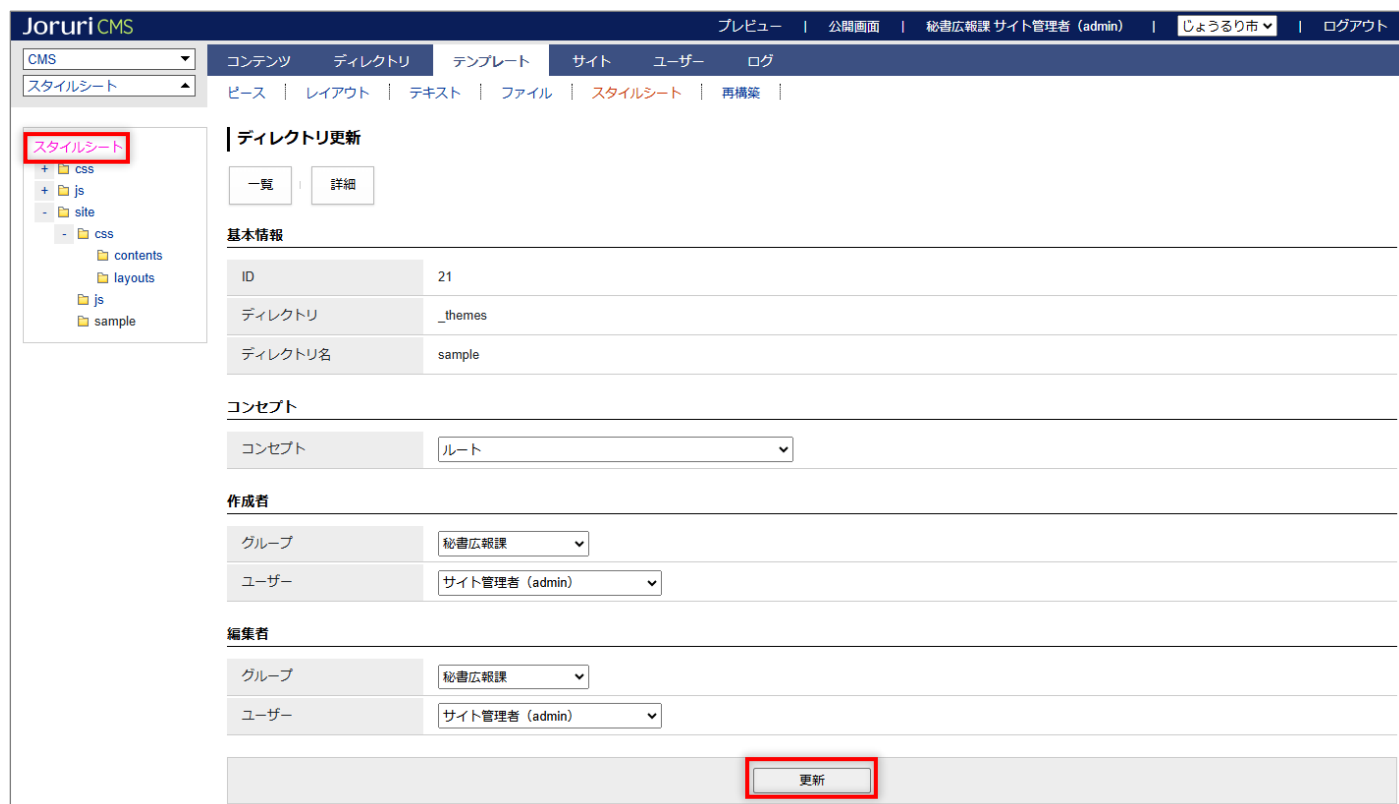 Joruri CMS プレビュー | 公開画面 | 秘書広報課 サイト管理者（admin） | じょうるり市 | ログアウト
CMS
スタイルシート
コンテンツ ディレクトリ テンプレート サイト ユーザー ログ
ピース レイアウト テキスト ファイル スタイルシート 再構築
スタイルシート
+ css
+ js
- site
- css
contents
layouts
js
sample
ディレクトリ更新
一覧 詳細
基本情報
ID 21
ディレクトリ _themes
ディレクトリ名 sample
コンセプト
コンセプト ルート
作成者
グループ 秘書広報課
ユーザー サイト管理者（admin）
編集者
グループ 秘書広報課
ユーザー サイト管理者（admin）
更新